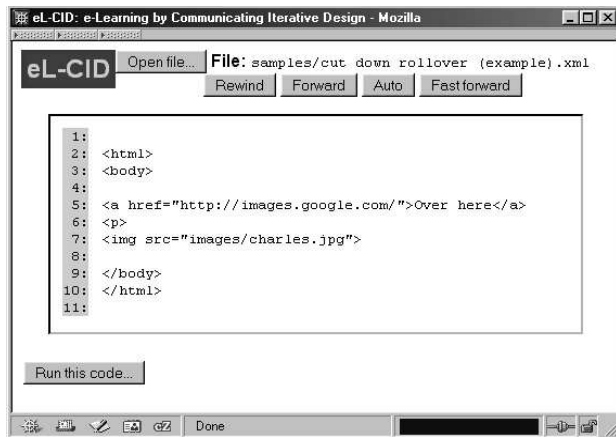 eL-CID: e-Learning by Communicating Iterative Design - Mozilla
eL-CID Open file... File: samples/cut down rollover (example).xml
Rewind Forward Auto Fast forward
1:
2: <html>
3: <body>
4:
5: <a href="http://images.google.com/">Over here</a>
6: <p>
7: <img src="images/charles.jpg">
8:
9: </body>
10: </html>
11:
Run this code...
Done